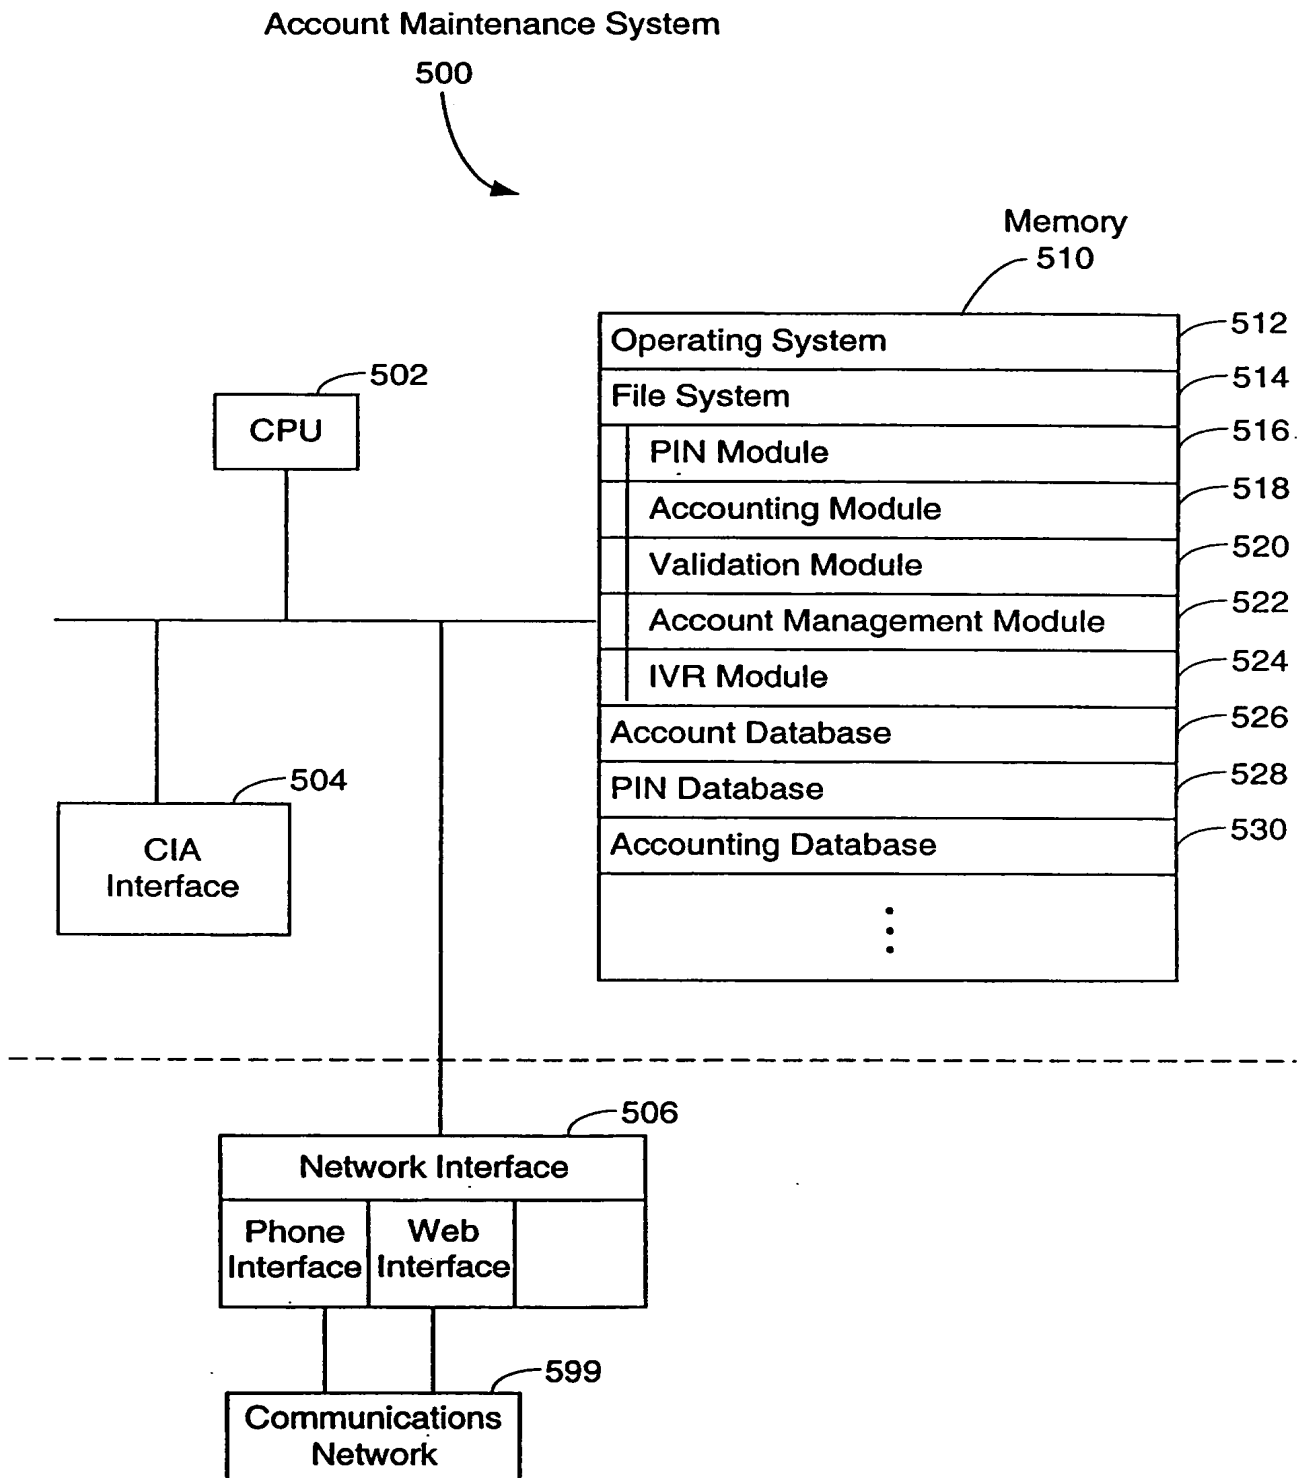 Account Maintenance System
500
Memory
510
Operating System
512
File System
514
PIN Module
516
Accounting Module
518
Validation Module
520
Account Management Module
522
IVR Module
524
Account Database
526
PIN Database
528
Accounting Database
530
502
CPU
504
CIA
Interface
506
Network Interface
Phone
Interface
Web
Interface
599
Communications
Network